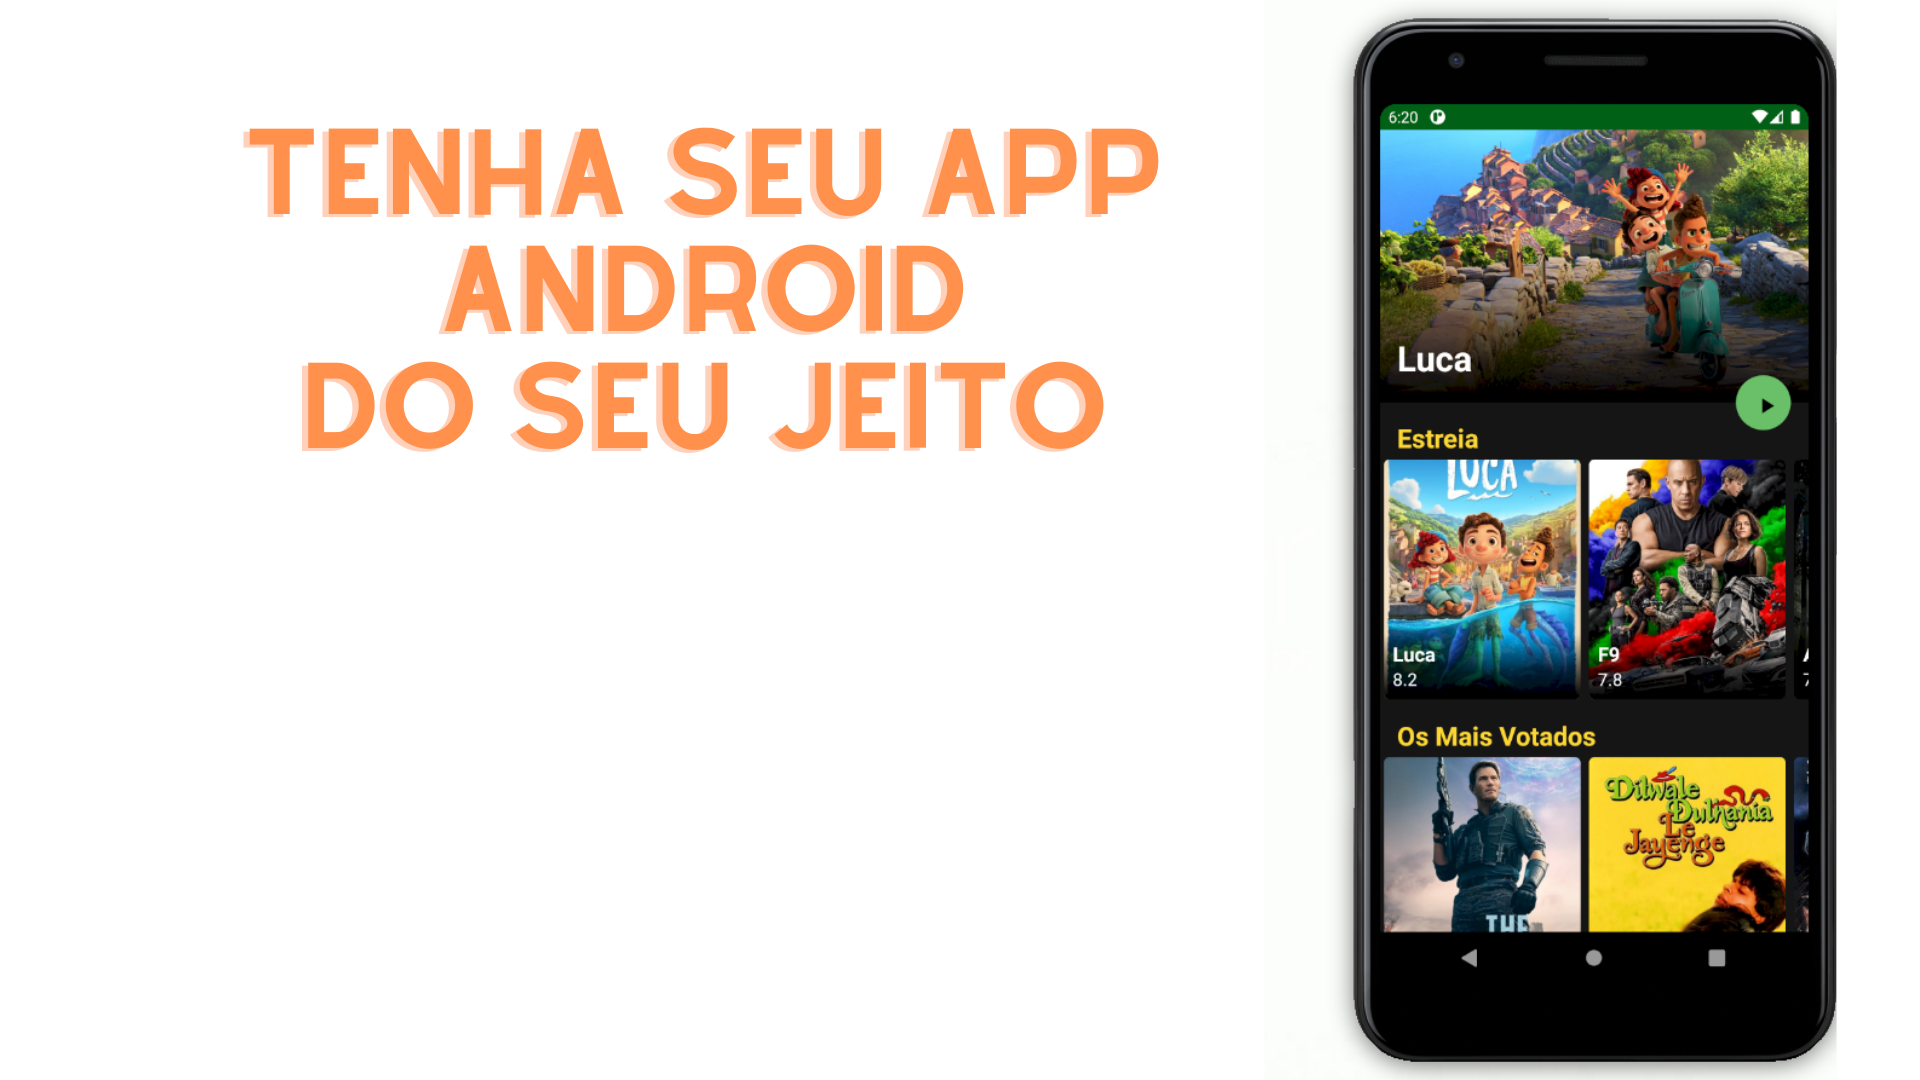 TENHA SEU APP
ANDROID
DO SEU JEITO
6:20
Luca
Estreia
LUCA
Luca
8.2
F9
7.8
Os Mais Votados
THE
Dilwale
Dulhania
Le
Jayenge